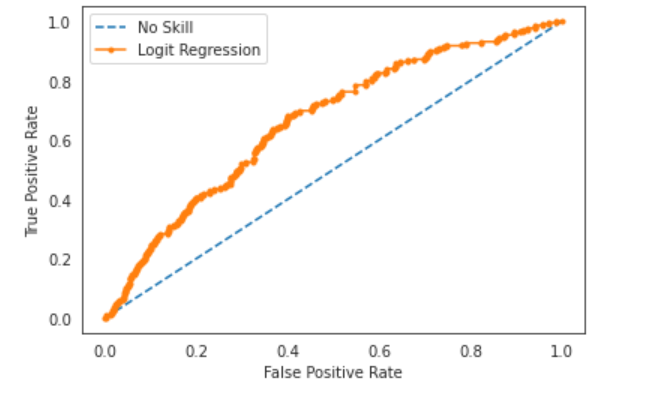 No Skill
Logit Regression
1.0
0.8
0.6
0.4
0.2
0.0
True Positive Rate
0.0 0.2 0.4 0.6 0.8 1.0
False Positive Rate